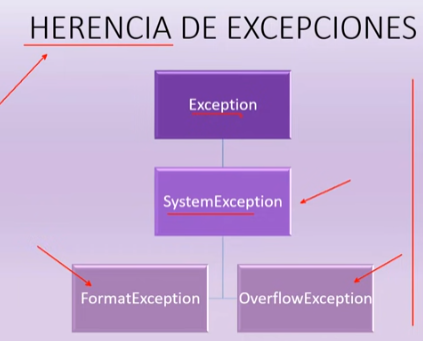 HERENCIA DE EXCEPCIONES
Exception
SystemException
FormatException
OverflowException